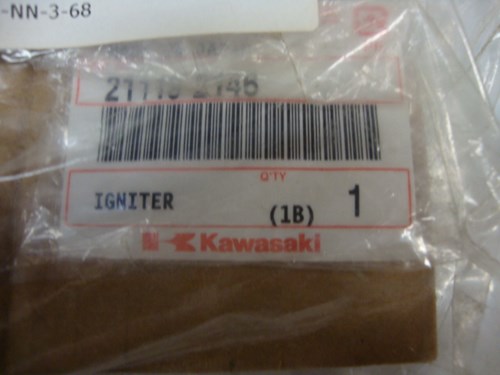 -NN-3-68
Q'TY
IGNITER
(1B) 1
Kawasaki